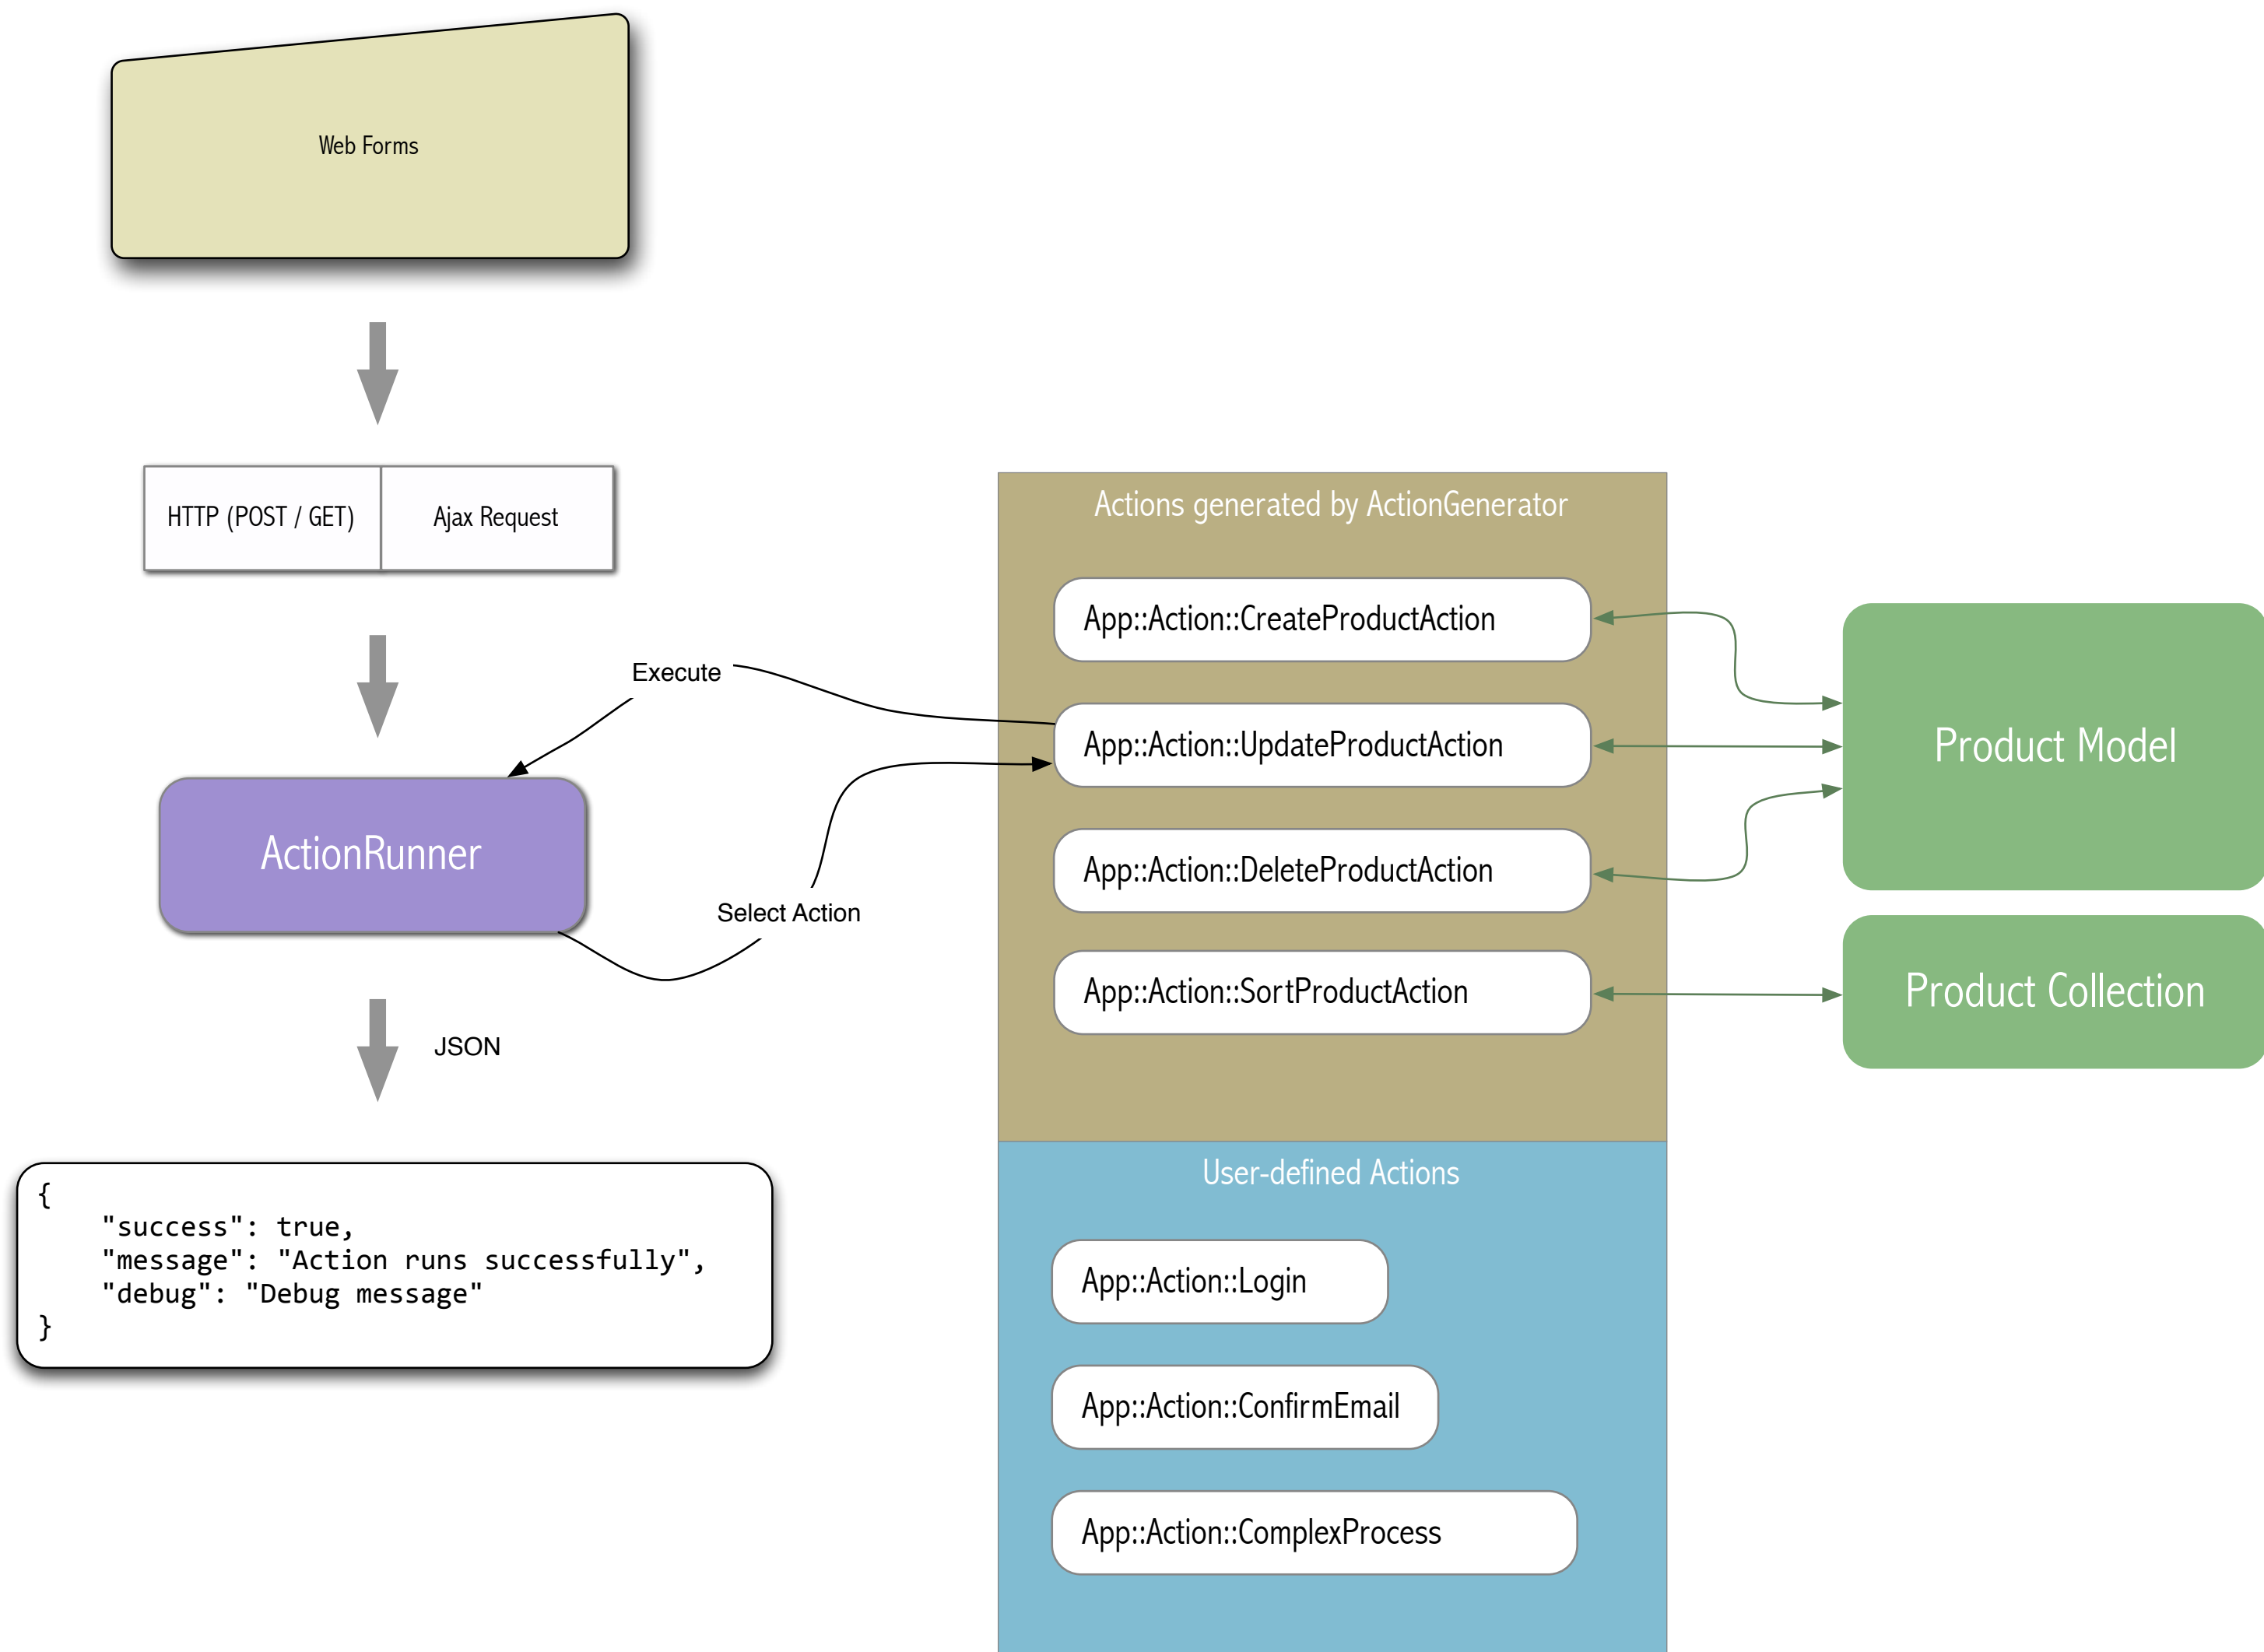 Web Forms
HTTP (POST / GET)
Ajax Request
Execute
ActionRunner
Select Action
JSON
{
"success": true,
"message": "Action runs successfully",
"debug": "Debug message"
}
Actions generated by ActionGenerator
App::Action::CreateProductAction
App::Action::UpdateProductAction
App::Action::DeleteProductAction
App::Action::SortProductAction
User-defined Actions
App::Action::Login
App::Action::ConfirmEmail
App::Action::ComplexProcess
Product Model
Product Collection